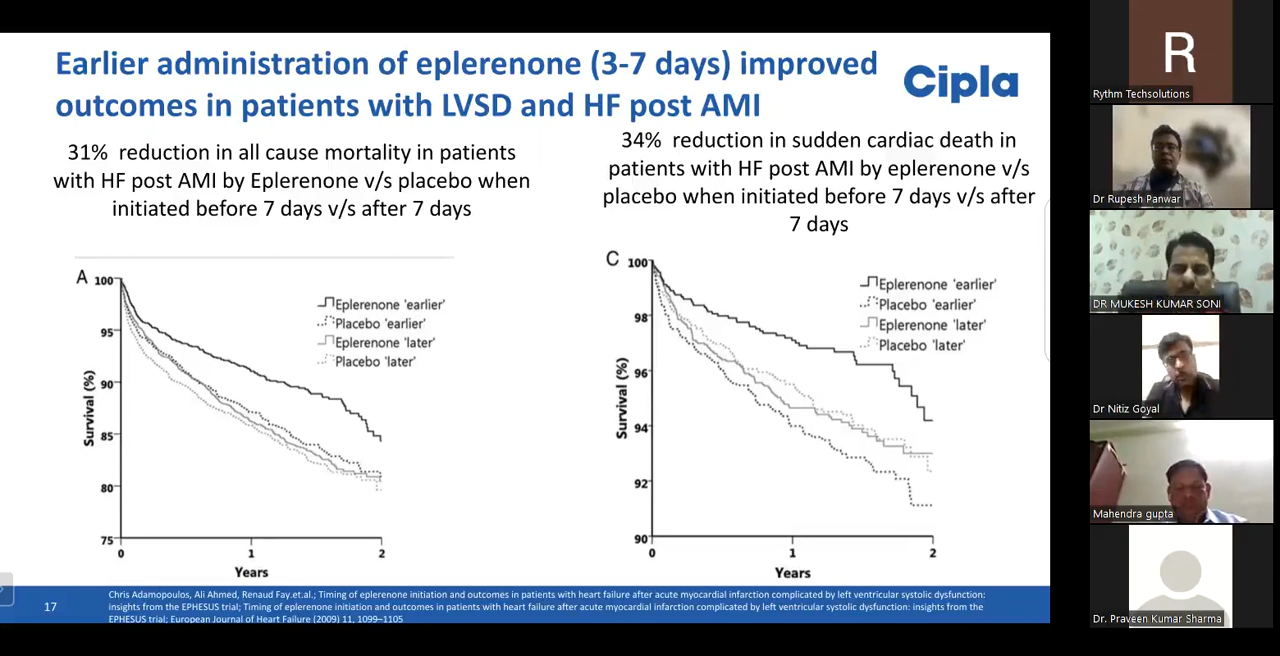 Earlier administration of eplerenone (3-7 days) improved
outcomes in patients with LVSD and HF post AMI
Cipla
31% reduction in all cause mortality in patients
with HF post AMI by Eplerenone v/s placebo when
initiated before 7 days v/s after 7 days
34% reduction in sudden cardiac death in
patients with HF post AMI by eplerenone v/s
placebo when initiated before 7 days v/s after
7 days
A
100
95
90
85
80
75
Survival (%)
0
1
2
Years
Eplerenone 'earlier'
Placebo 'earlier'
Eplerenone 'later'
Placebo 'later'
C
100
98
96
94
92
90
Survival (%)
0
1
2
Years
Eplerenone 'earlier'
Placebo 'earlier'
Eplerenone 'later'
Placebo 'later'
17
Chris Adamopoulos, Ali Ahmed, Renaud Fay.et.al.; Timing of eplerenone initiation and outcomes in patients with heart failure after acute myocardial infarction complicated by left ventricular systolic dysfunction:
insights from the EPHESUS trial; Timing of eplerenone initiation and outcomes in patients with heart failure after acute myocardial infarction complicated by left ventricular systolic dysfunction: insights from the
EPHESUS trial; European Journal of Heart Failure (2009) 11, 1099–1105
R
Rythm Techsolutions
Dr Rupesh Panwar
DR MUKESH KUMAR SONI
Dr Nitiz Goyal
Mahendra gupta
Dr. Praveen Kumar Sharma